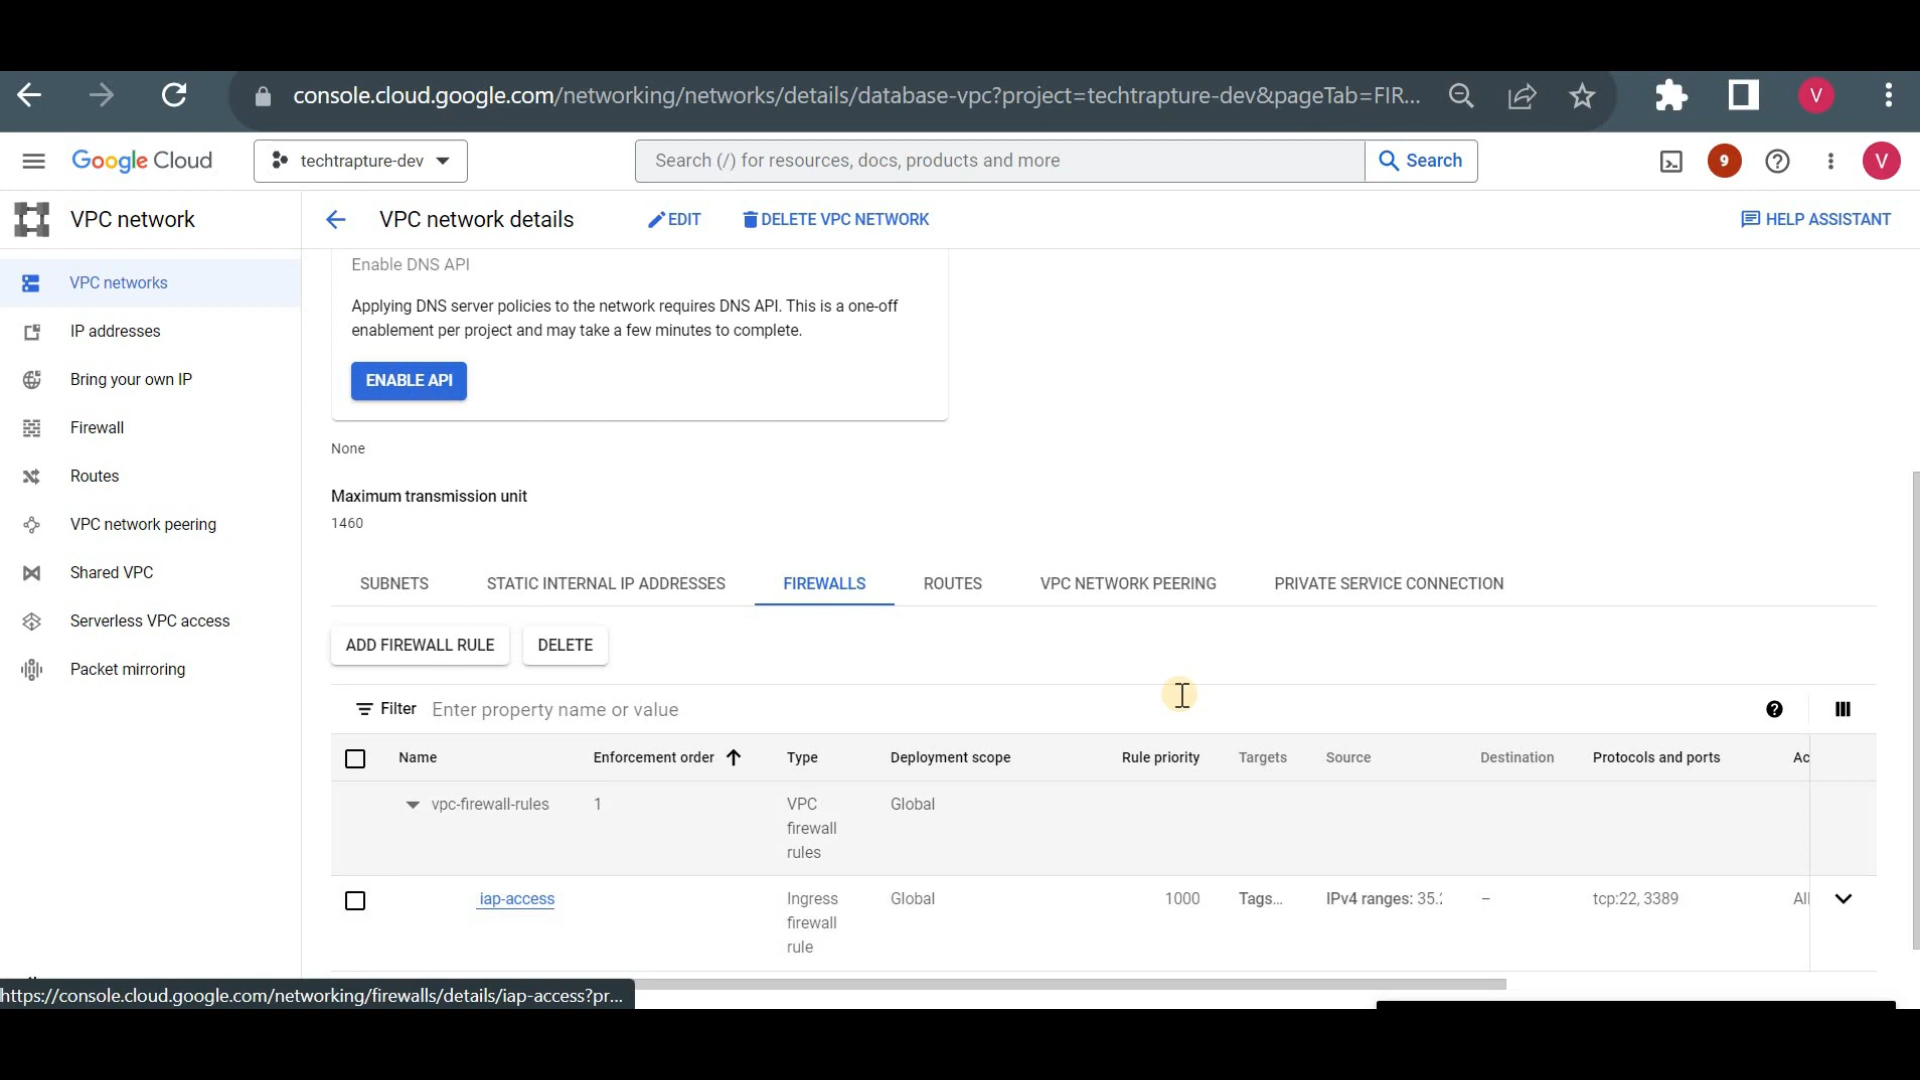 console.cloud.google.com/networking/networks/details/database-vpc?project=techtrapture-dev&pageTab=FIR...
V
Google Cloud
techtrapture-dev
Search (/) for resources, docs, products and more
Search
9
V
VPC network
VPC network details
EDIT
DELETE VPC NETWORK
HELP ASSISTANT
VPC networks
IP addresses
Bring your own IP
Firewall
Routes
VPC network peering
Shared VPC
Serverless VPC access
Packet mirroring
Enable DNS API
Applying DNS server policies to the network requires DNS API. This is a one-off
enablement per project and may take a few minutes to complete.
ENABLE API
None
Maximum transmission unit
1460
SUBNETS STATIC INTERNAL IP ADDRESSES FIREWALLS ROUTES VPC NETWORK PEERING PRIVATE SERVICE CONNECTION
ADD FIREWALL RULE DELETE
Filter Enter property name or value
Name Enforcement order Type Deployment scope Rule priority Targets Source Destination Protocols and ports Ac
vpc-firewall-rules 1 VPC firewall rules Global
iap-access Ingress firewall rule Global 1000 Tags... IPv4 ranges: 35. – tcp:22, 3389 All
https://console.cloud.google.com/networking/firewalls/details/iap-access?pr...